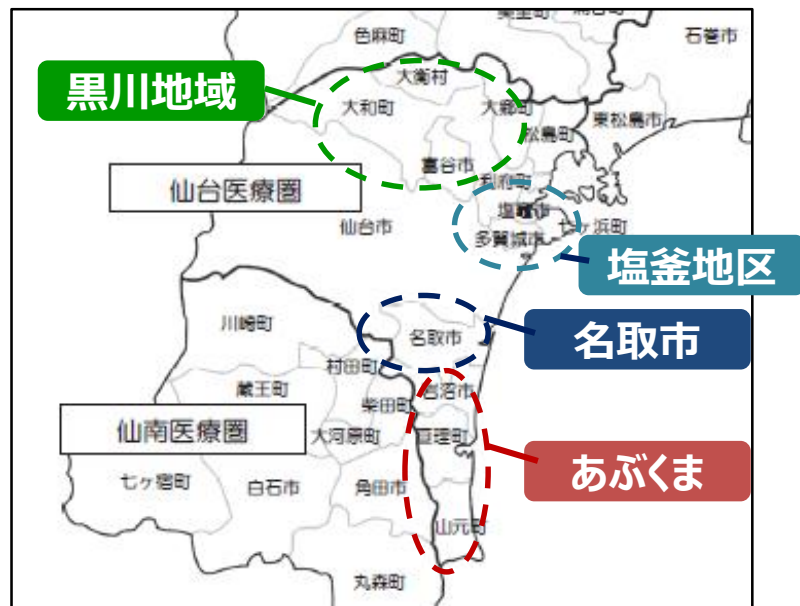 色麻町
石巻市
黒川地域
大衡村
大和町
大郷町
松島町
東松島市
富谷市
利府町
仙台医療圏
塩竈市
仙台市
多賀城市
七ヶ浜町
塩釜地区
川崎町
名取市
名取市
村田町
蔵王町
岩沼市
柴田町
仙南医療圏
大河原町
亘理町
あぶくま
七ヶ宿町
白石市
角田市
山元町
丸森町